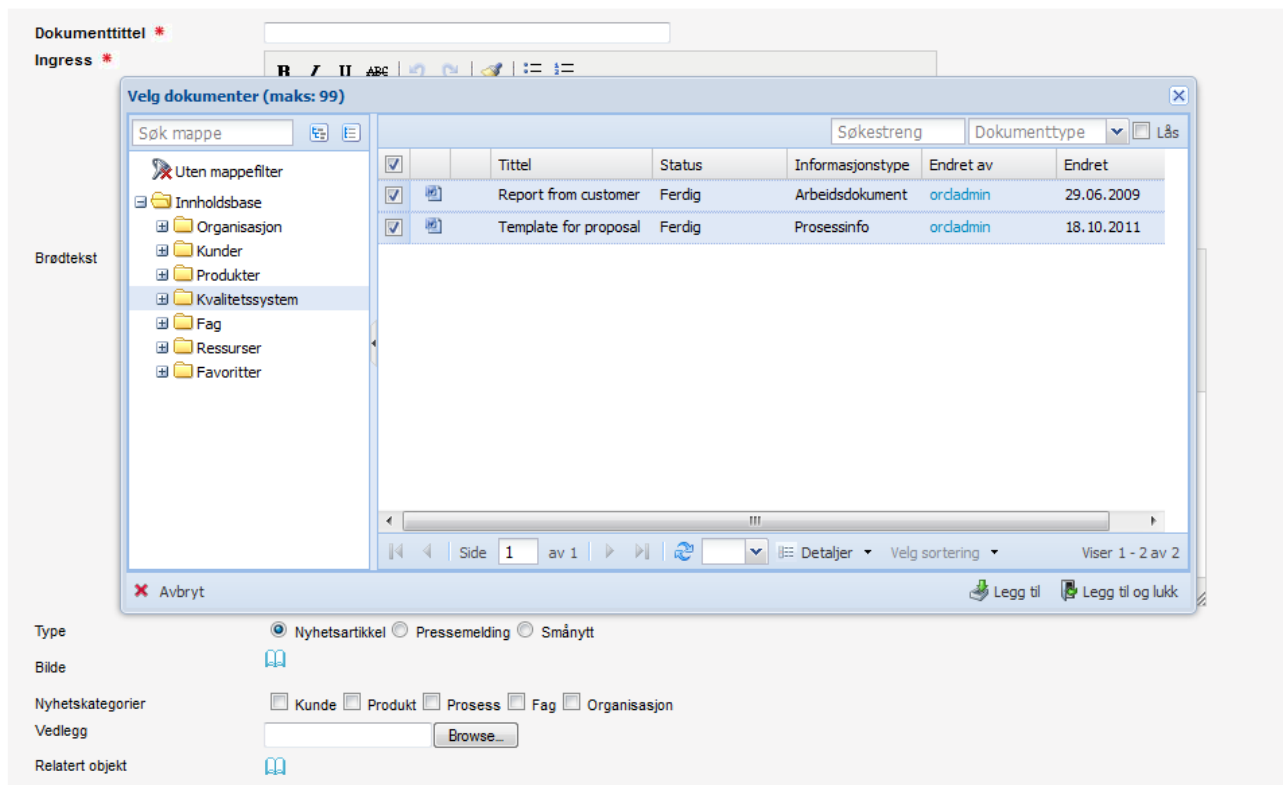 Dokumenttittel *
Ingress *
B I U ABC
Velg dokumenter (maks: 99)
Søk mappe
Søkestreng Dokumenttype Lås
Uten mappefilter
Innholdsbase
Organisasjon
Kunder
Produkter
Kvalitetssystem
Fag
Ressurser
Favoritter
Tittel Status Informasjonstype Endret av Endret
Report from customer Ferdig Arbeidsdokument orcladmin 29.06.2009
Template for proposal Ferdig Prosessinfo orcladmin 18.10.2011
Side 1 av 1 Detaljer Velg sortering Viser 1 - 2 av 2
Avbryt Legg til Legg til og lukk
Brødtekst
Type Nyhetsartikkel Pressemelding Smånytt
Bilde
Nyhetskategorier Kunde Produkt Prosess Fag Organisasjon
Vedlegg Browse...
Relatert objekt